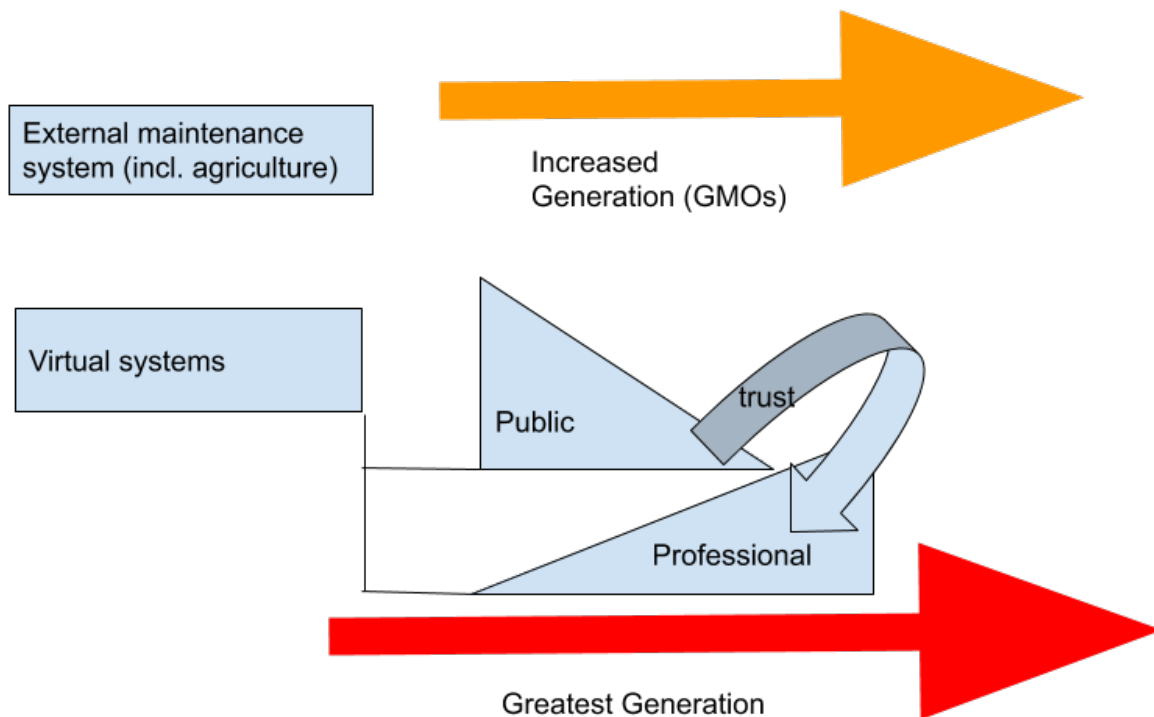 External maintenance
system (incl. agriculture)
Increased
Generation (GMOs)
Virtual systems
Public
trust
Professional
Greatest Generation